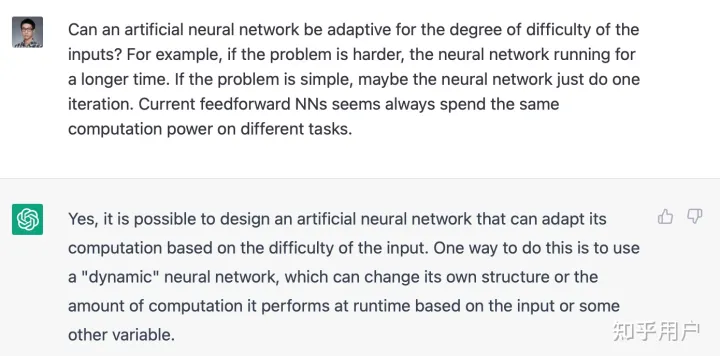 Can an artificial neural network be adaptive for the degree of difficulty of the
inputs? For example, if the problem is harder, the neural network running for
a longer time. If the problem is simple, maybe the neural network just do one
iteration. Current feedforward NNs seems always spend the same
computation power on different tasks.
Yes, it is possible to design an artificial neural network that can adapt its
computation based on the difficulty of the input. One way to do this is to use
a "dynamic" neural network, which can change its own structure or the
amount of computation it performs at runtime based on the input or some
other variable.
知乎用户